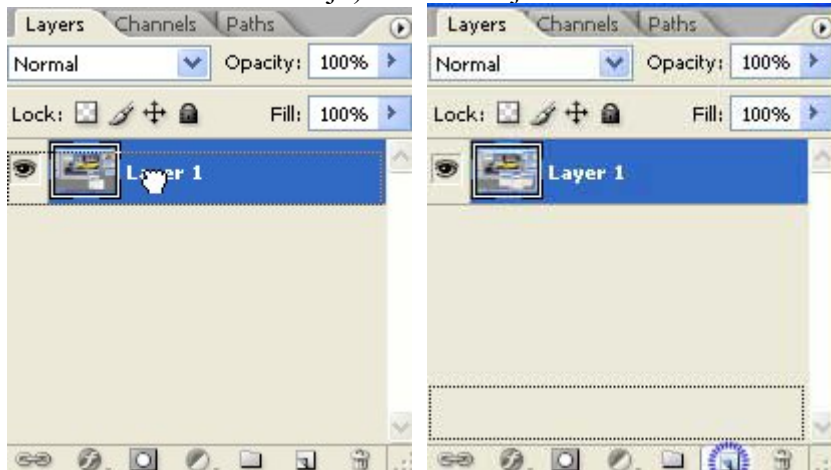 Layers Channels Paths
Normal Opacity: 100%
Lock: Fill: 100%
Layer 1
Layers Channels Paths
Normal Opacity: 100%
Lock: Fill: 100%
Layer 1